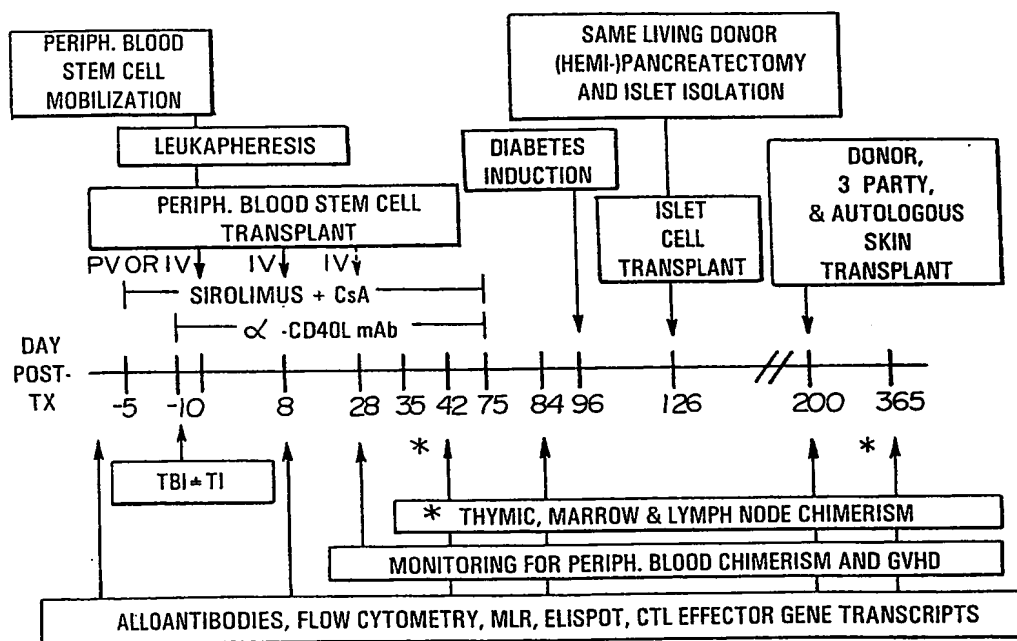 PERIPH. BLOOD
STEM CELL
MOBILIZATION
SAME LIVING DONOR
(HEMI-)PANCREATECTOMY
AND ISLET ISOLATION
LEUKAPHERESIS
DIABETES
INDUCTION
DONOR,
3 PARTY,
& AUTOLOGOUS
SKIN
TRANSPLANT
PERIPH. BLOOD STEM CELL
TRANSPLANT
ISLET
CELL
TRANSPLANT
PV OR IV IV IV
SIROLIMUS + CsA
α -CD40L mAb
DAY
POST-
TX
-5 -10 8 28 35 42 75 84 96 126 200 365
* *
TBI ± TI
* THYMIC, MARROW & LYMPH NODE CHIMERISM
MONITORING FOR PERIPH. BLOOD CHIMERISM AND GVHD
ALLOANTIBODIES, FLOW CYTOMETRY, MLR, ELISPOT, CTL EFFECTOR GENE TRANSCRIPTS